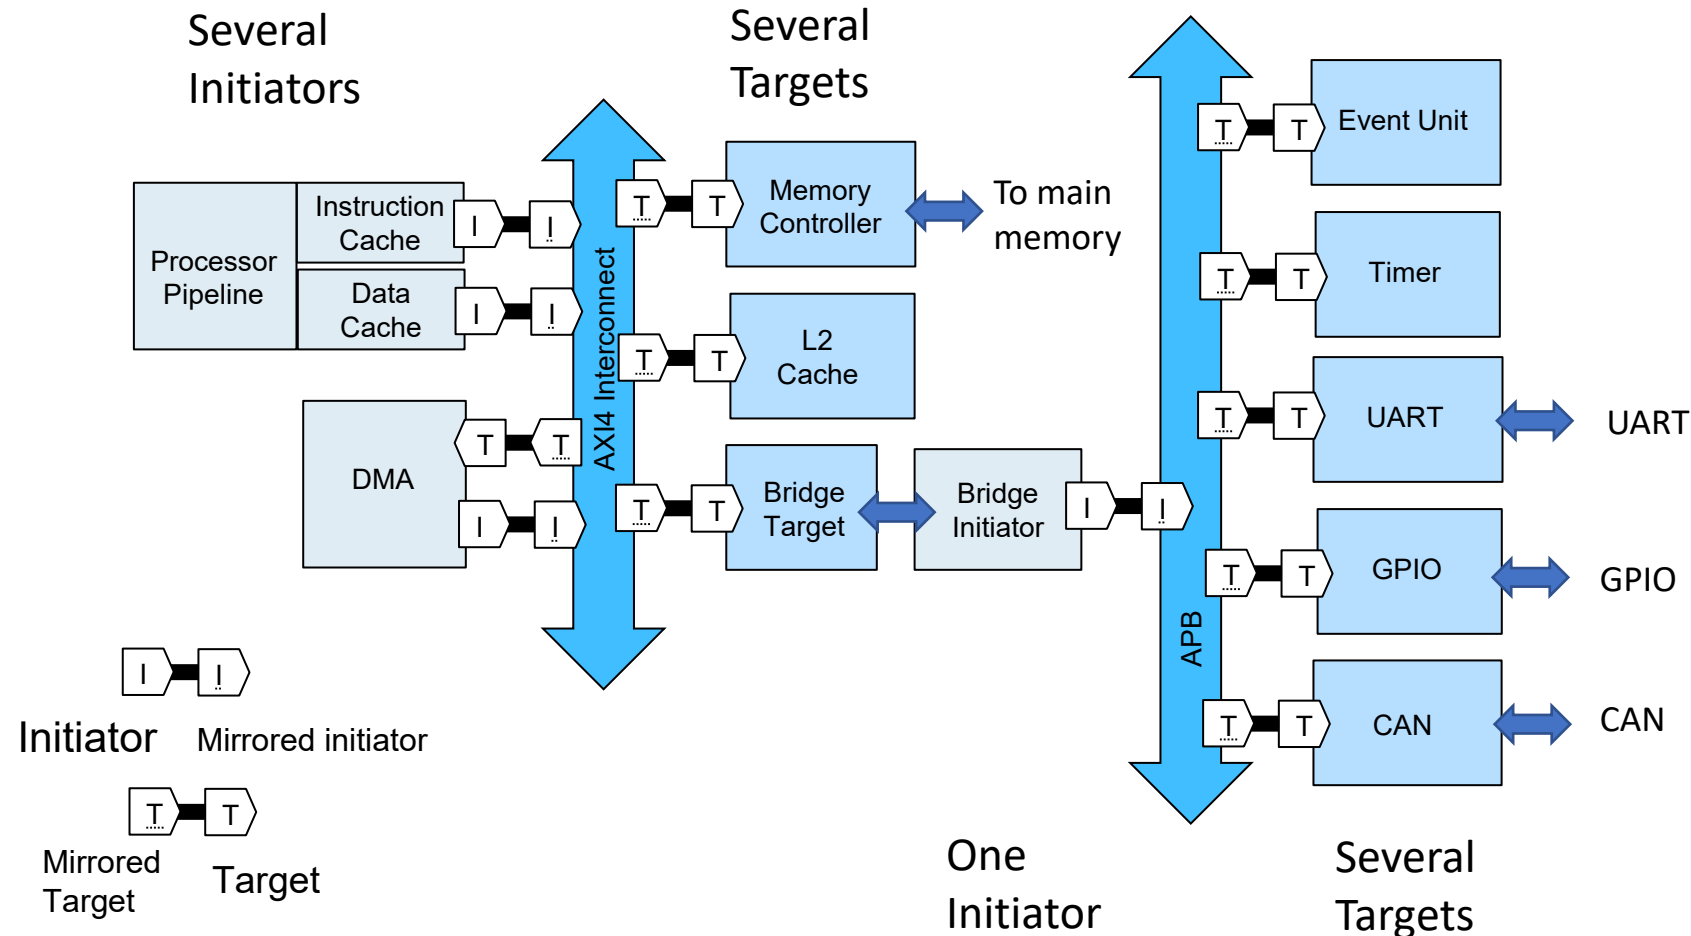 Several
Initiators
Several
Targets
Processor
Pipeline
Instruction
Cache
I
I
Data
Cache
I
I
DMA
T
T
I
I
AXI4 Interconnect
T
T
Memory
Controller
To main
memory
T
T
L2
Cache
T
T
Bridge
Target
Bridge
Initiator
I
I
APB
T
T
Event Unit
T
T
Timer
T
T
UART
UART
T
T
GPIO
GPIO
T
T
CAN
CAN
I
I
Initiator
Mirrored initiator
T
T
Mirrored
Target
Target
One
Initiator
Several
Targets